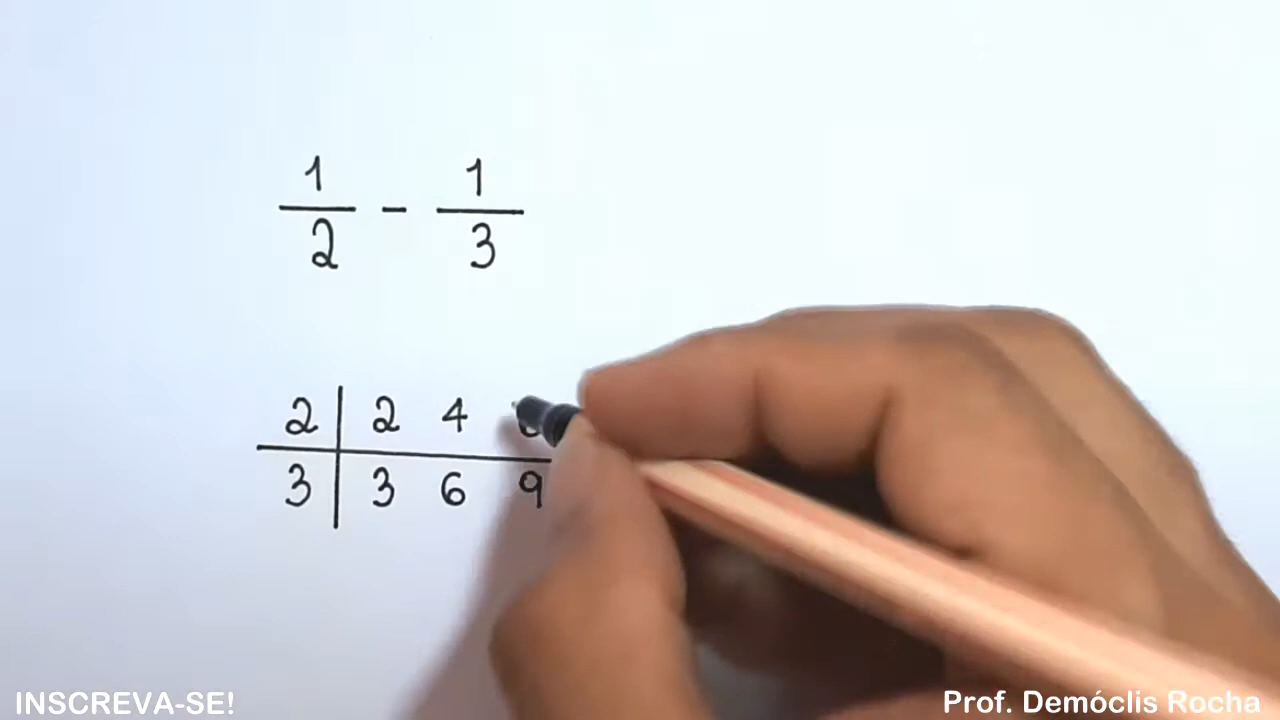 1 1
— - —
2 3
2 | 2 4
3 | 3 6 9
INSCREVA-SE!
Prof. Demóclis Rocha